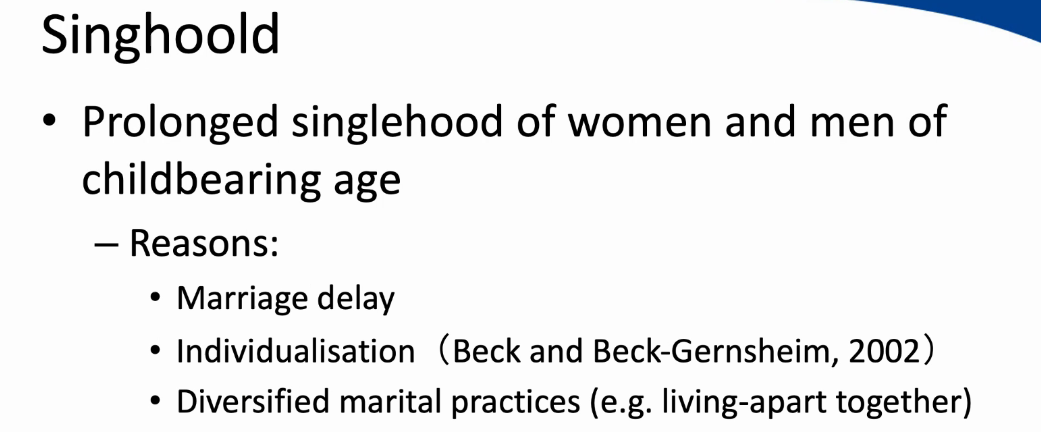 Singhoold
• Prolonged singlehood of women and men of
childbearing age
– Reasons:
• Marriage delay
• Individualisation（Beck and Beck-Gernsheim, 2002）
• Diversified marital practices (e.g. living-apart together)